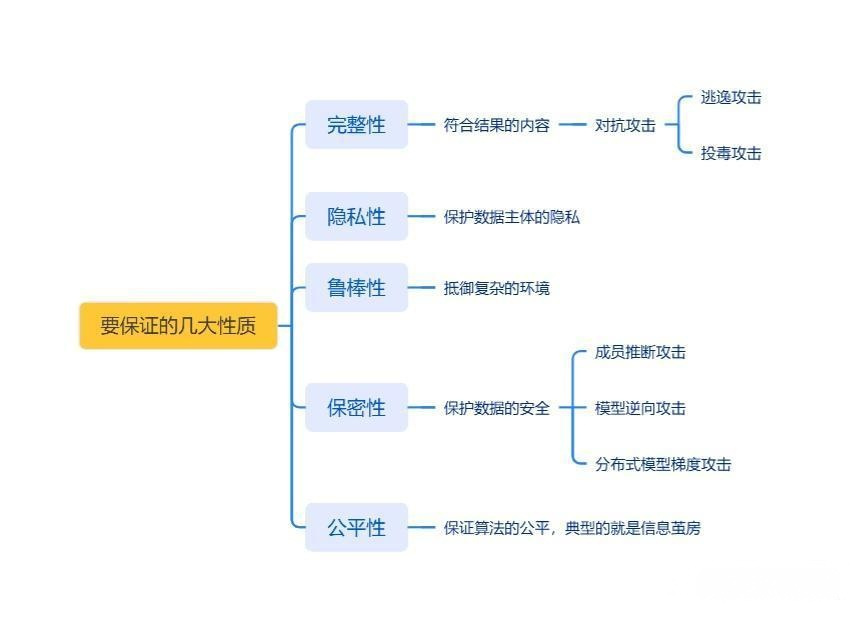 要保证的几大性质
完整性
符合结果的内容
对抗攻击
逃逸攻击
投毒攻击
隐私性
保护数据主体的隐私
鲁棒性
抵御复杂的环境
保密性
保护数据的安全
成员推断攻击
模型逆向攻击
分布式模型梯度攻击
公平性
保证算法的公平，典型的就是信息茧房